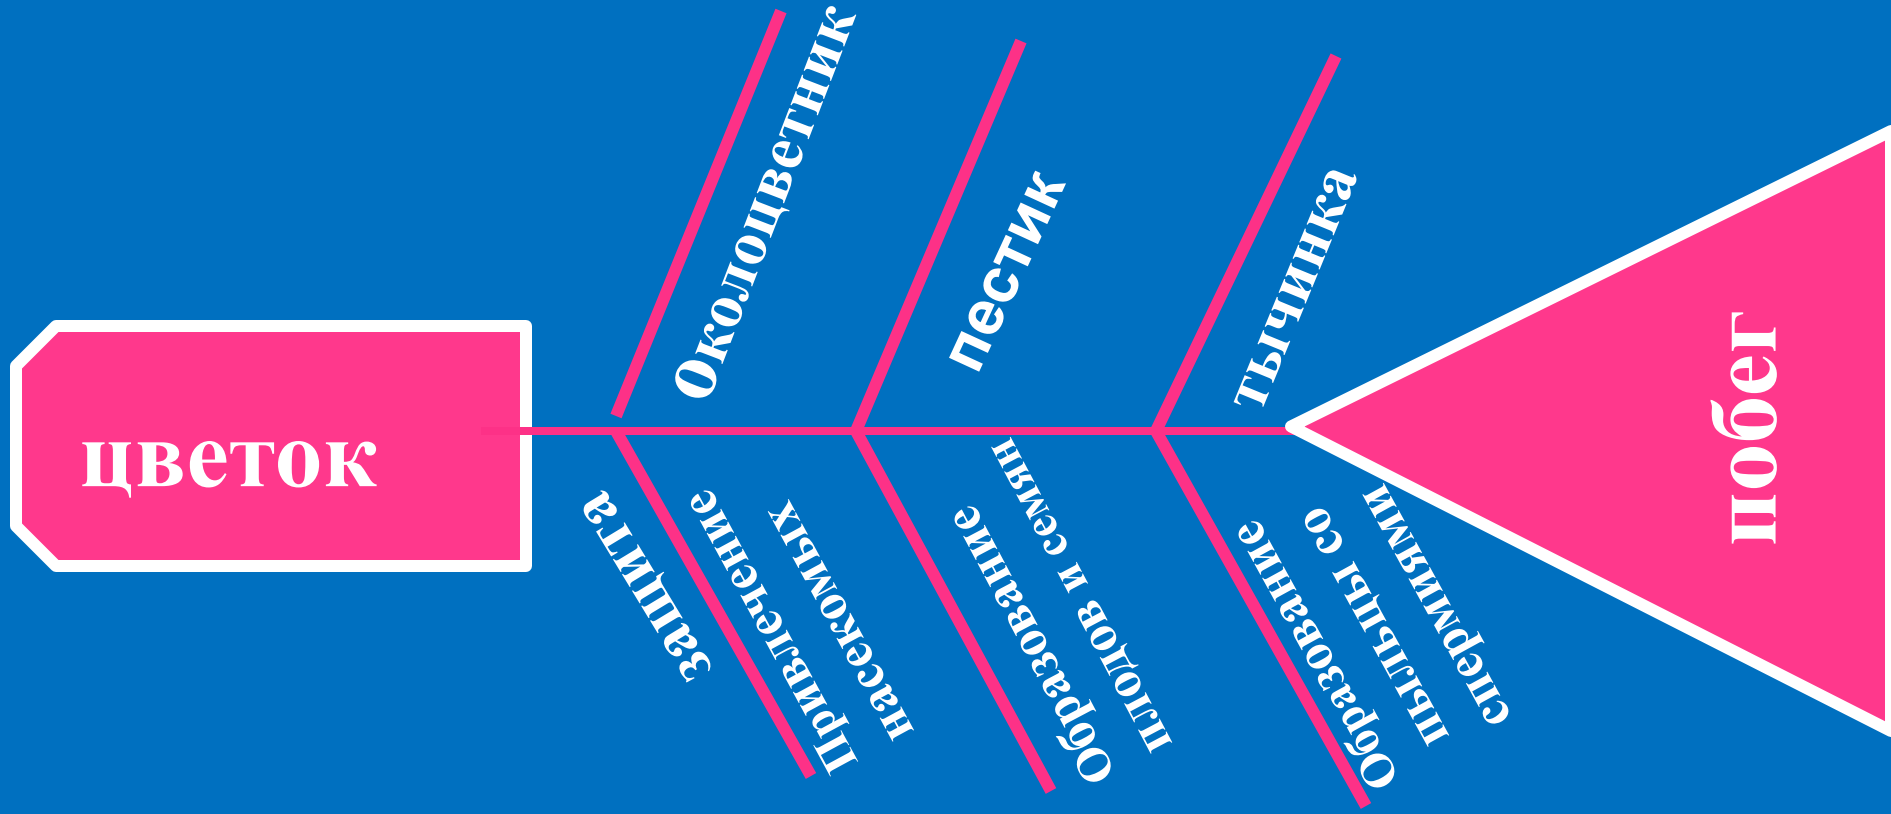 цветок
Околоцветник
пестик
тычинка
побег
защита
Привлечение
насекомых
Образование
плодов и семян
Образование
пыльцы со
спермиями